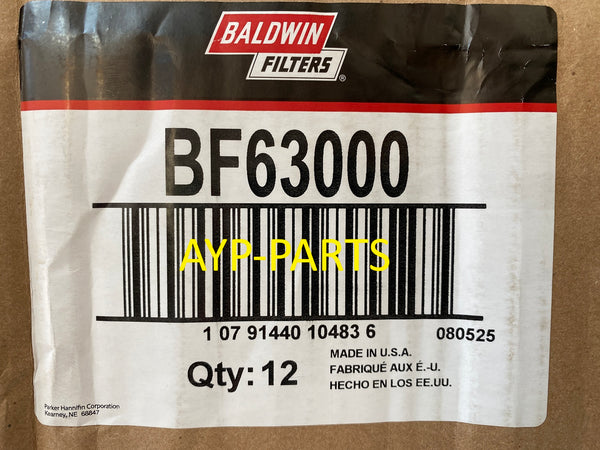 BALDWIN
FILTERS®
BF63000
AYP-PARTS
1 07 91440 10483 6
080525
Qty: 12
MADE IN U.S.A.
FABRIQUÉ AUX É.-U.
HECHO EN LOS EE.UU.
Parker Hannifin Corporation
Kearney, NE 68847